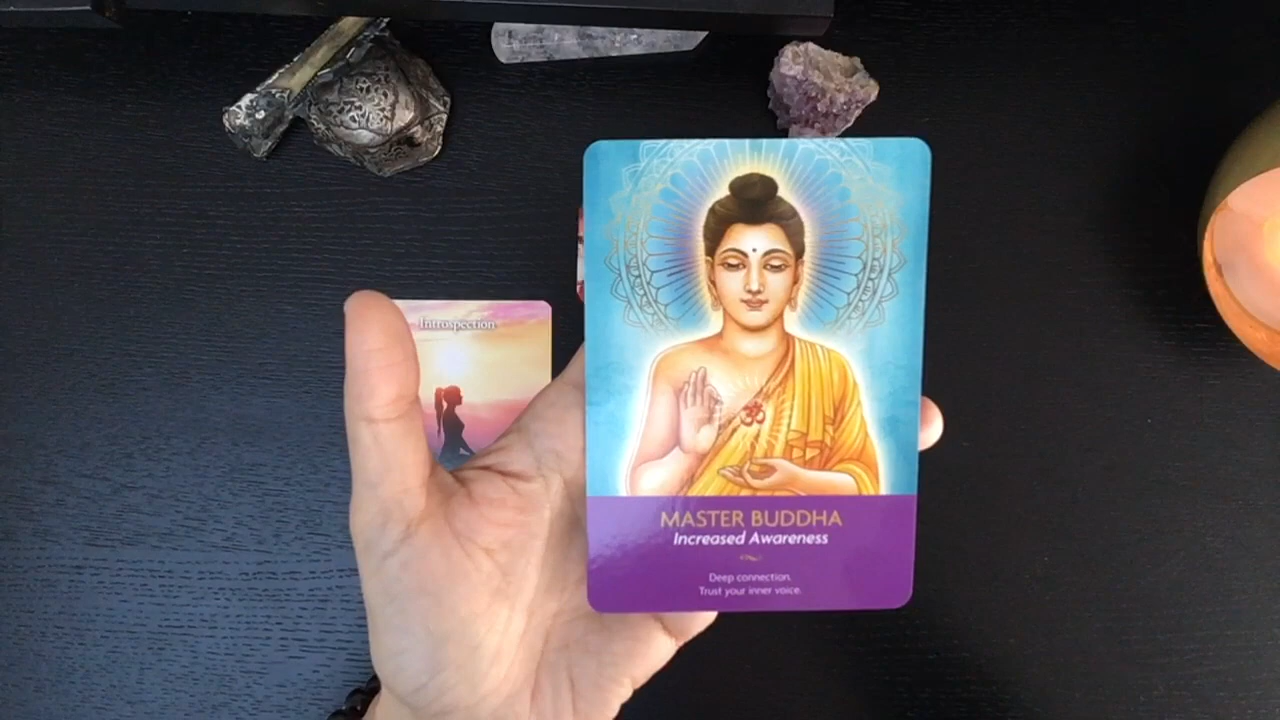 Introspection
MASTER BUDDHA
Increased Awareness
Deep connection.
Trust your inner voice.